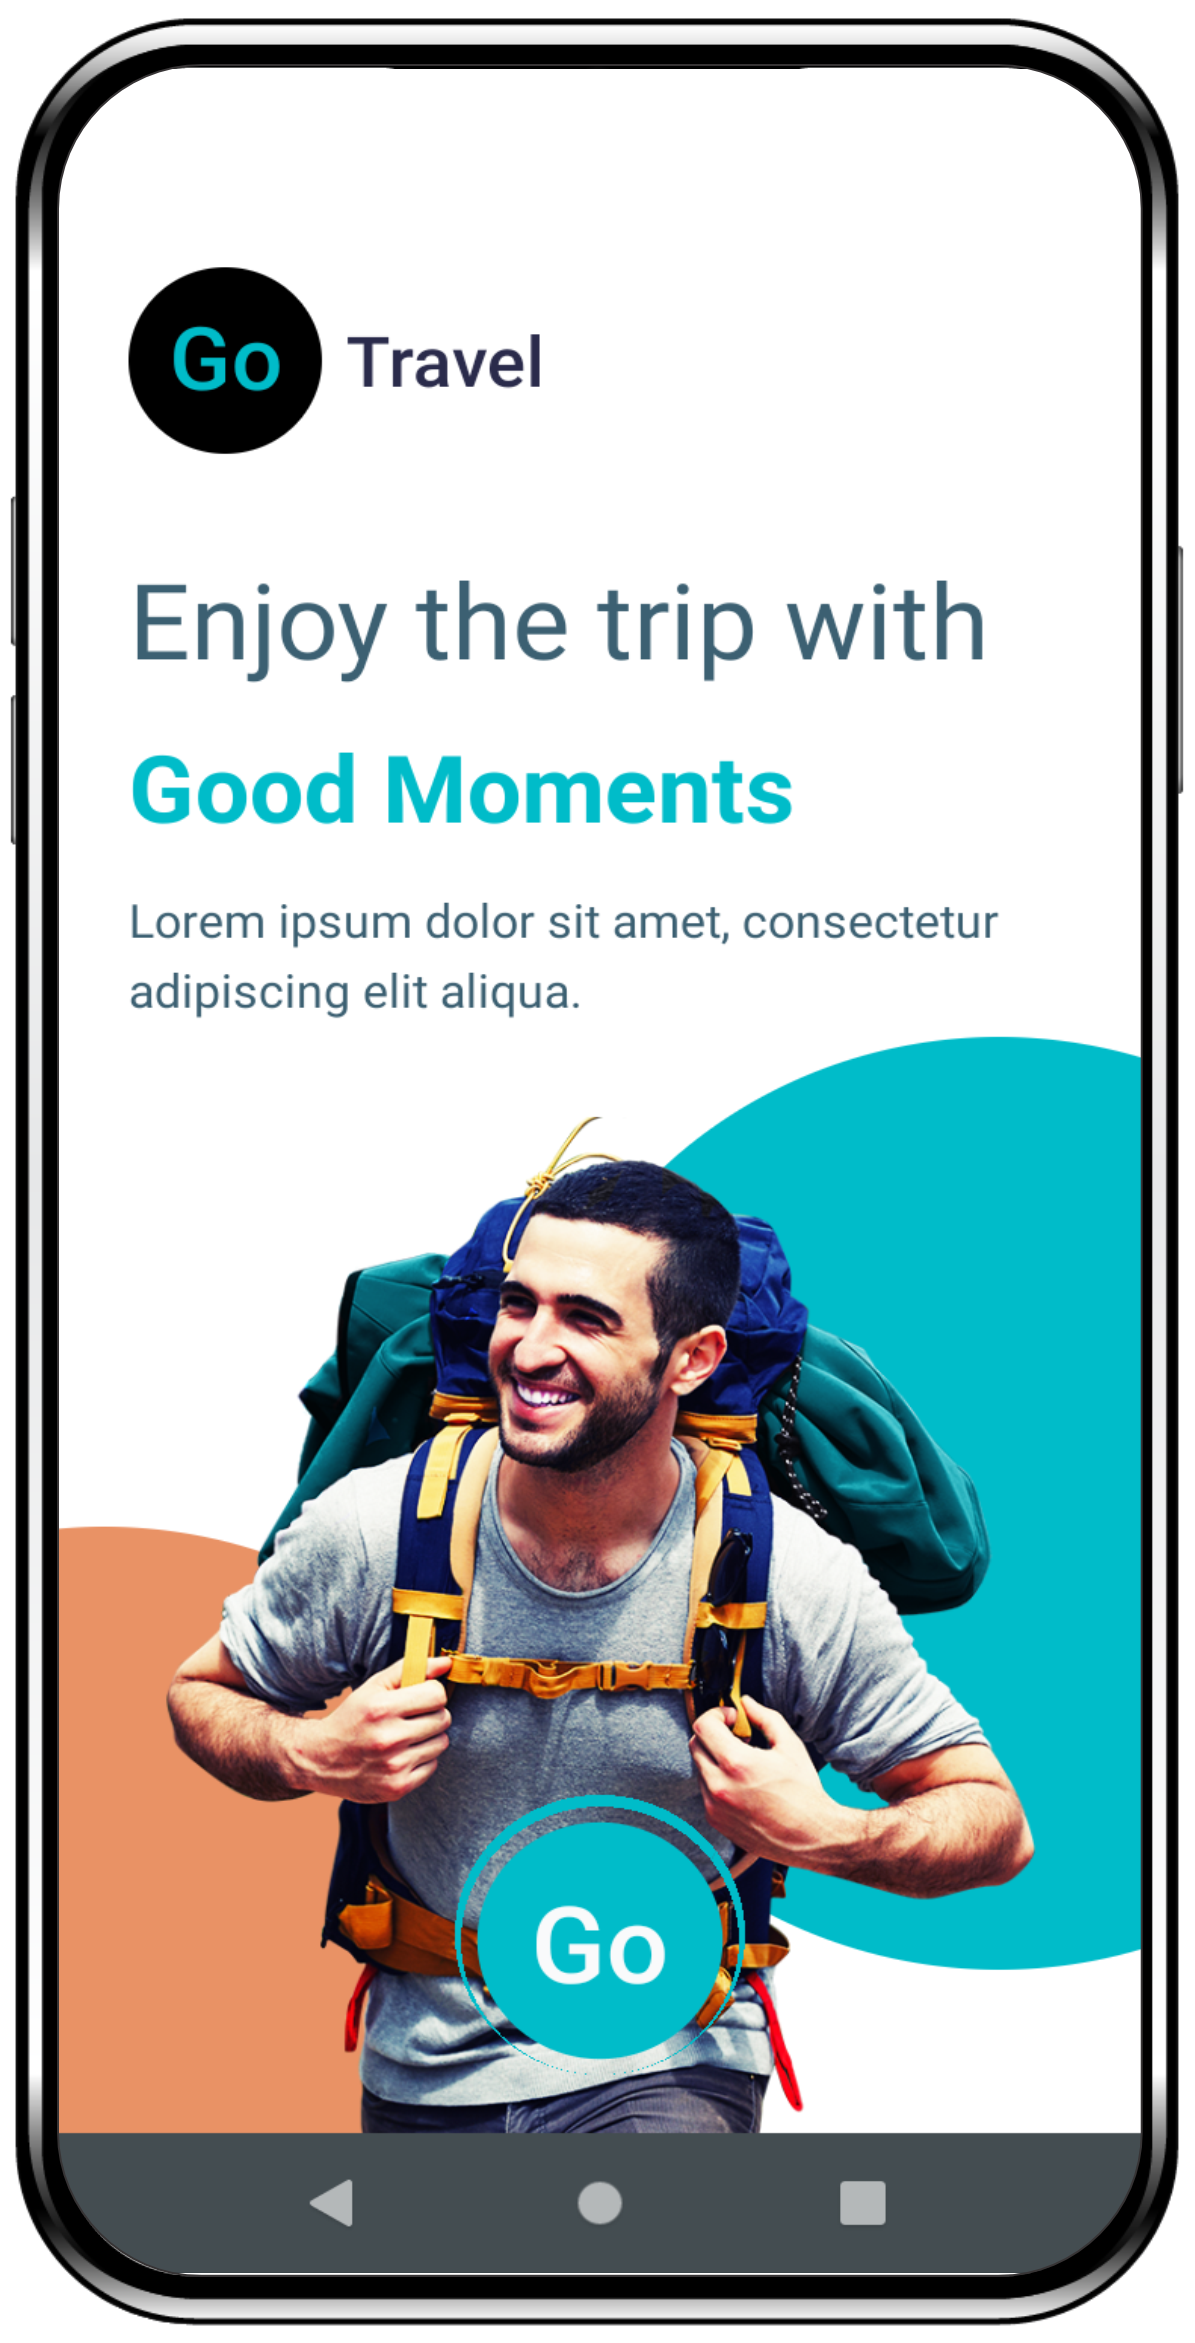 Go Travel
Enjoy the trip with
Good Moments
Lorem ipsum dolor sit amet, consectetur
adipiscing elit aliqua.
Go